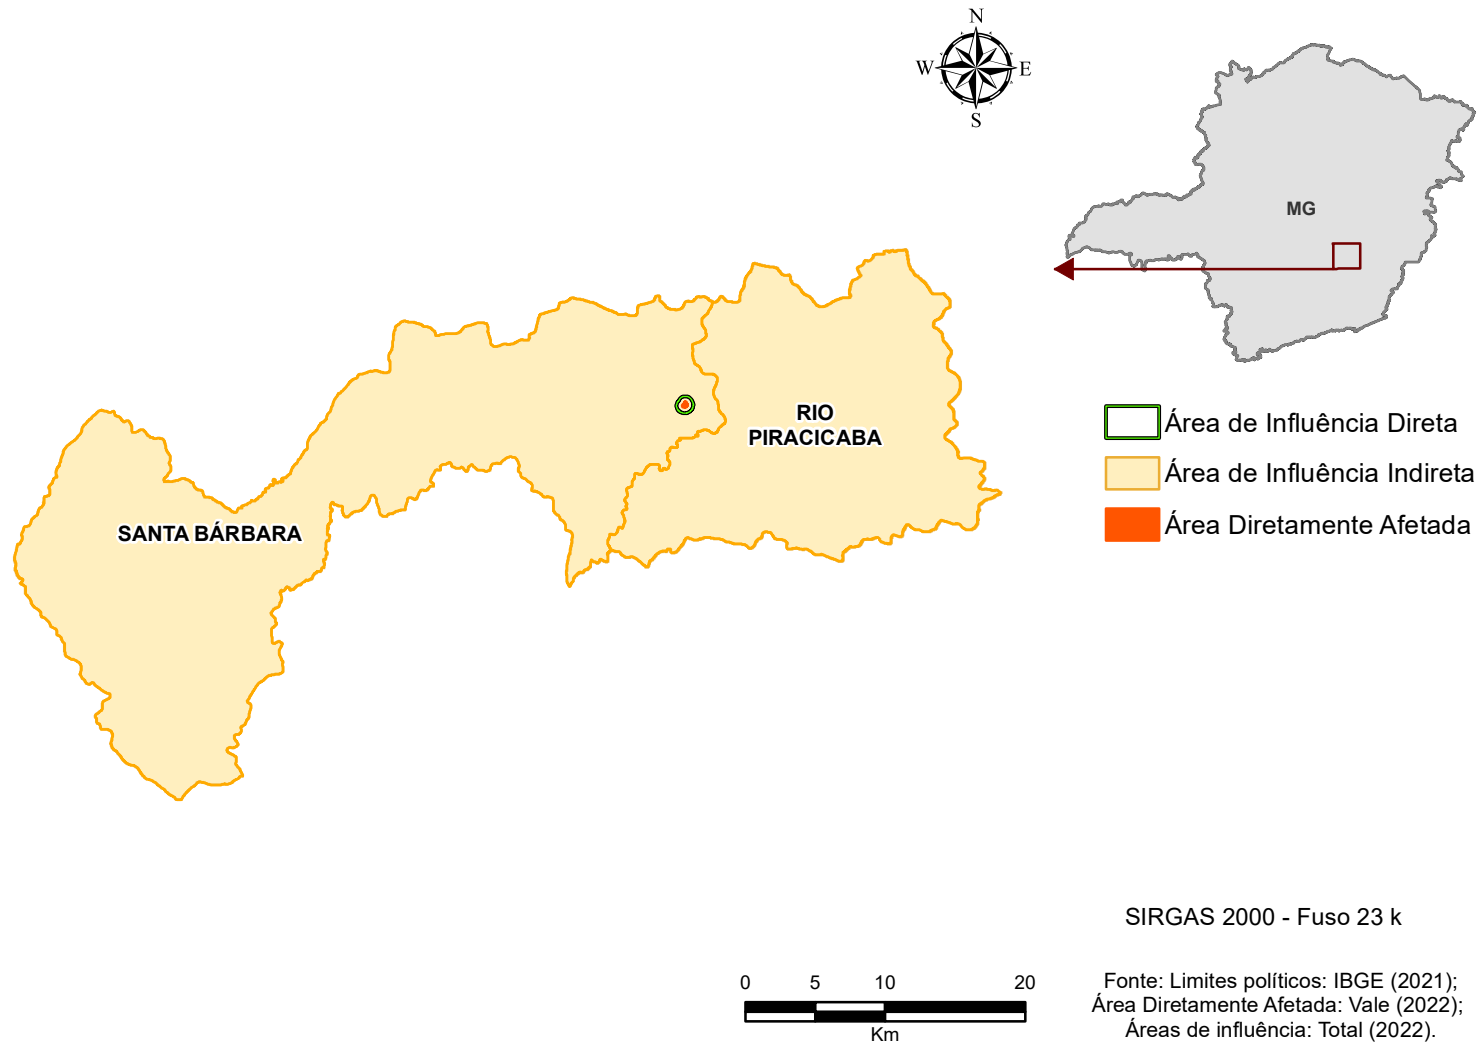 N
W
E
S
MG
RIO
PIRACICABA
SANTA BÁRBARA
Área de Influência Direta
Área de Influência Indireta
Área Diretamente Afetada
SIRGAS 2000 - Fuso 23 k
0 5 10 20
Km
Fonte: Limites políticos: IBGE (2021);
Área Diretamente Afetada: Vale (2022);
Áreas de influência: Total (2022).